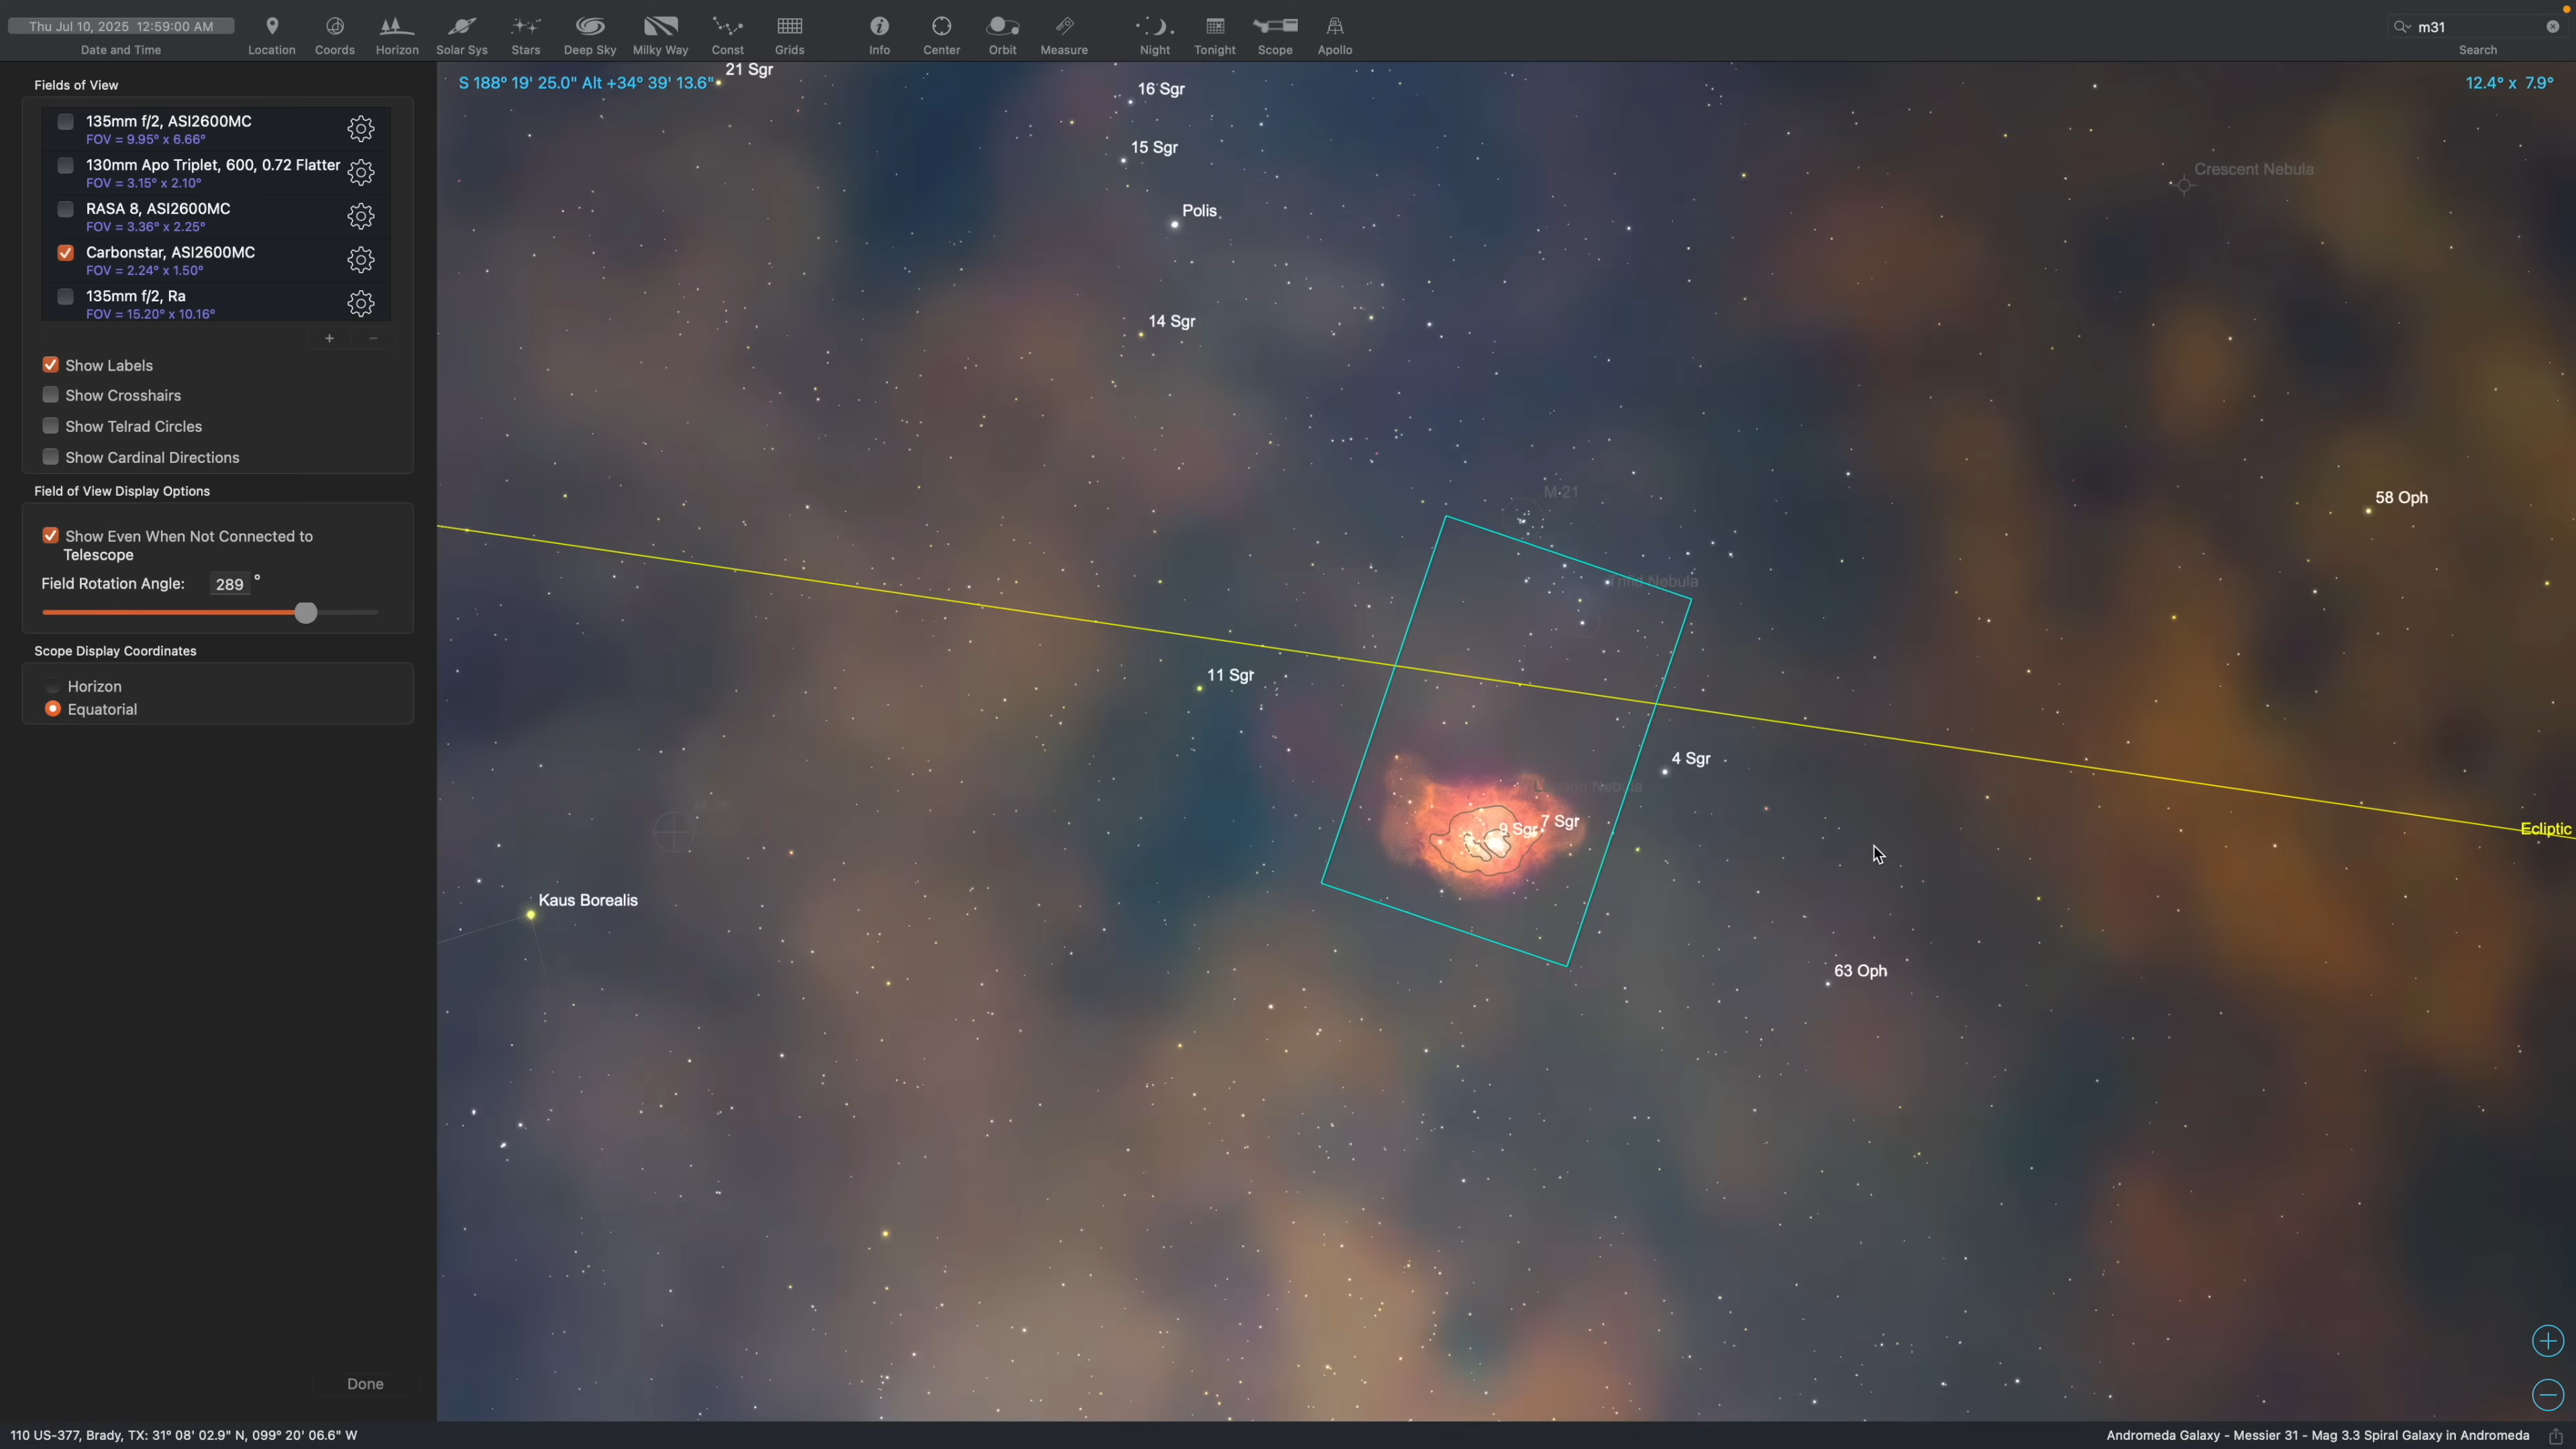 Thu Jul 10, 2025 12:59:00 AM
Date and Time
Location
Coords
Horizon
Solar Sys
Stars
Deep Sky
Milky Way
Const
Grids
Info
Center
Orbit
Measure
Night
Tonight
Scope
Apollo
m31
Search
Fields of View
135mm f/2, ASI2600MC
FOV = 9.95° x 6.66°
130mm Apo Triplet, 600, 0.72 Flatter
FOV = 3.15° x 2.10°
RASA 8, ASI2600MC
FOV = 3.36° x 2.25°
Carbonstar, ASI2600MC
FOV = 2.24° x 1.50°
135mm f/2, Ra
FOV = 15.20° x 10.16°
+
−
Show Labels
Show Crosshairs
Show Telrad Circles
Show Cardinal Directions
Field of View Display Options
Show Even When Not Connected to
Telescope
Field Rotation Angle: 289 °
Scope Display Coordinates
Horizon
Equatorial
Done
S 188° 19' 25.0" Alt +34° 39' 13.6"
12.4° x 7.9°
21 Sgr
16 Sgr
15 Sgr
Crescent Nebula
Polis
14 Sgr
M 21
58 Oph
Trifid Nebula
11 Sgr
4 Sgr
Lagoon Nebula
7 Sgr
9 Sgr
Ecliptic
Kaus Borealis
63 Oph
110 US-377, Brady, TX: 31° 08' 02.9" N, 099° 20' 06.6" W
Andromeda Galaxy - Messier 31 - Mag 3.3 Spiral Galaxy in Andromeda